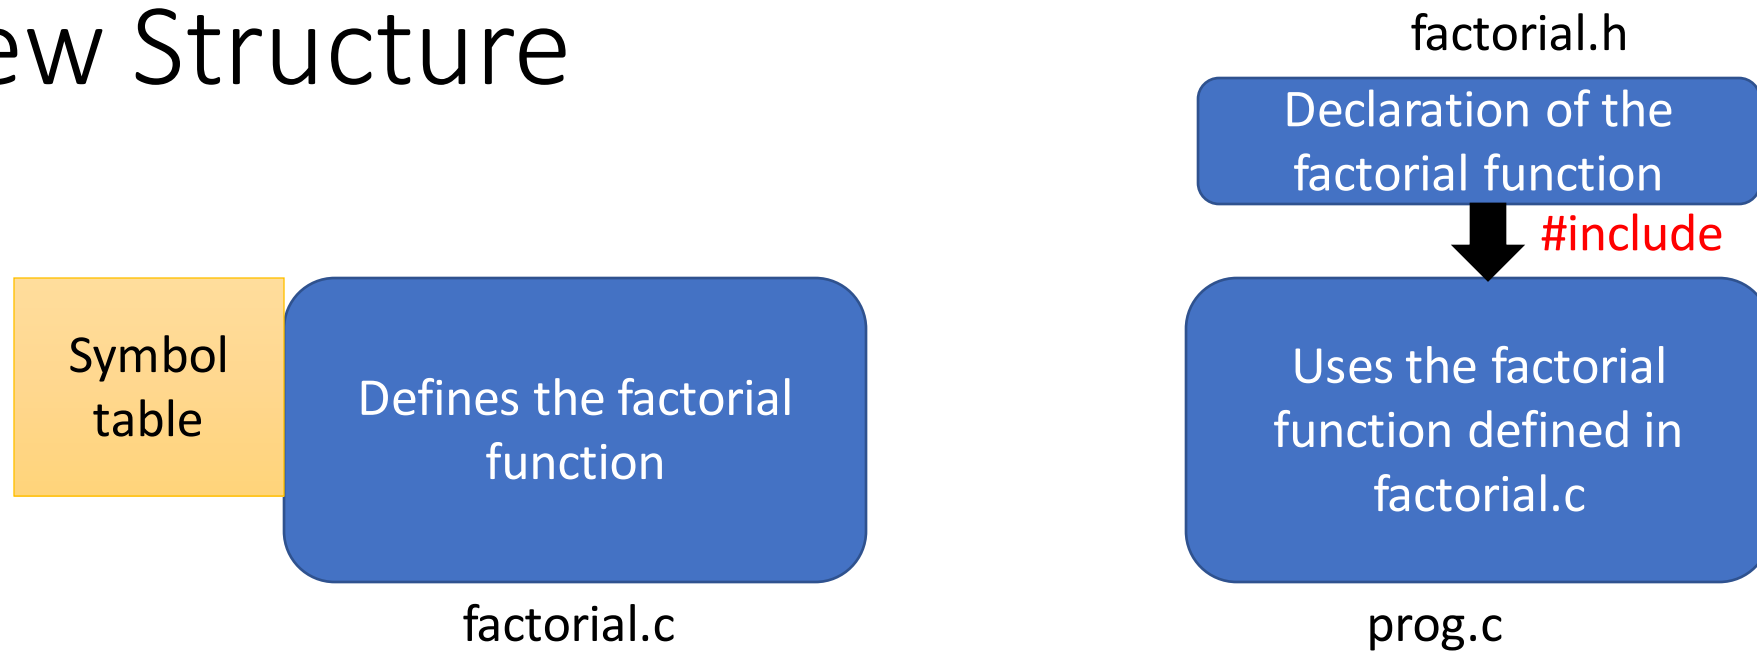 ew Structure
factorial.h
Declaration of the
factorial function
#include
Symbol
table
Defines the factorial
function
Uses the factorial
function defined in
factorial.c
factorial.c
prog.c